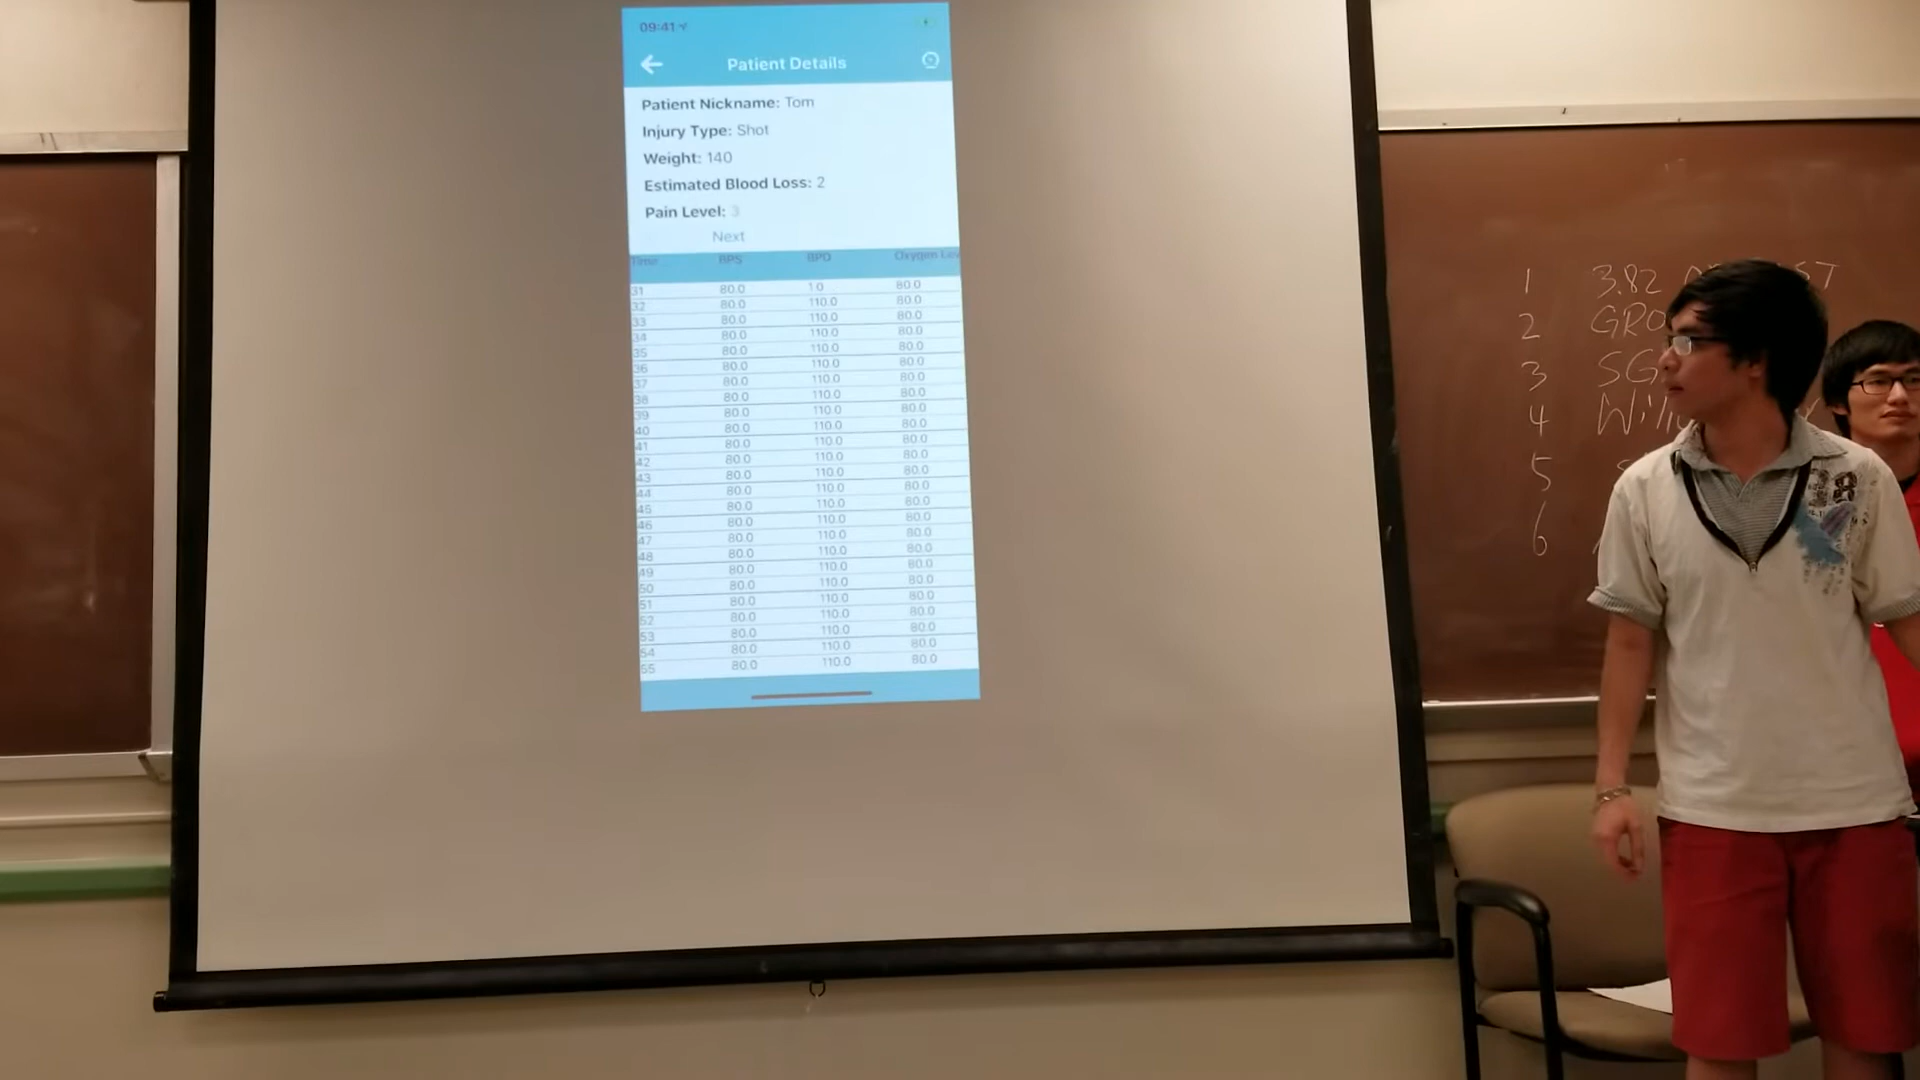 09:41
Patient Details
Patient Nickname: Tom
Injury Type: Shot
Weight: 140
Estimated Blood Loss: 2
Pain Level: 3
Next
Time BPS BPD Oxygen Lev
31 80.0 1 0 80.0
32 80.0 110.0 80.0
33 80.0 110.0 80.0
34 80.0 110.0 80.0
35 80.0 110.0 80.0
36 80.0 110.0 80.0
37 80.0 110.0 80.0
38 80.0 110.0 80.0
39 80.0 110.0 80.0
40 80.0 110.0 80.0
41 80.0 110.0 80.0
42 80.0 110.0 80.0
43 80.0 110.0 80.0
44 80.0 110.0 80.0
45 80.0 110.0 80.0
46 80.0 110.0 80.0
47 80.0 110.0 80.0
48 80.0 110.0 80.0
49 80.0 110.0 80.0
50 80.0 110.0 80.0
51 80.0 110.0 80.0
52 80.0 110.0 80.0
53 80.0 110.0 80.0
54 80.0 110.0 80.0
55 80.0 110.0 80.0
1 3.82
2 GRO
3 SG
4
5
6